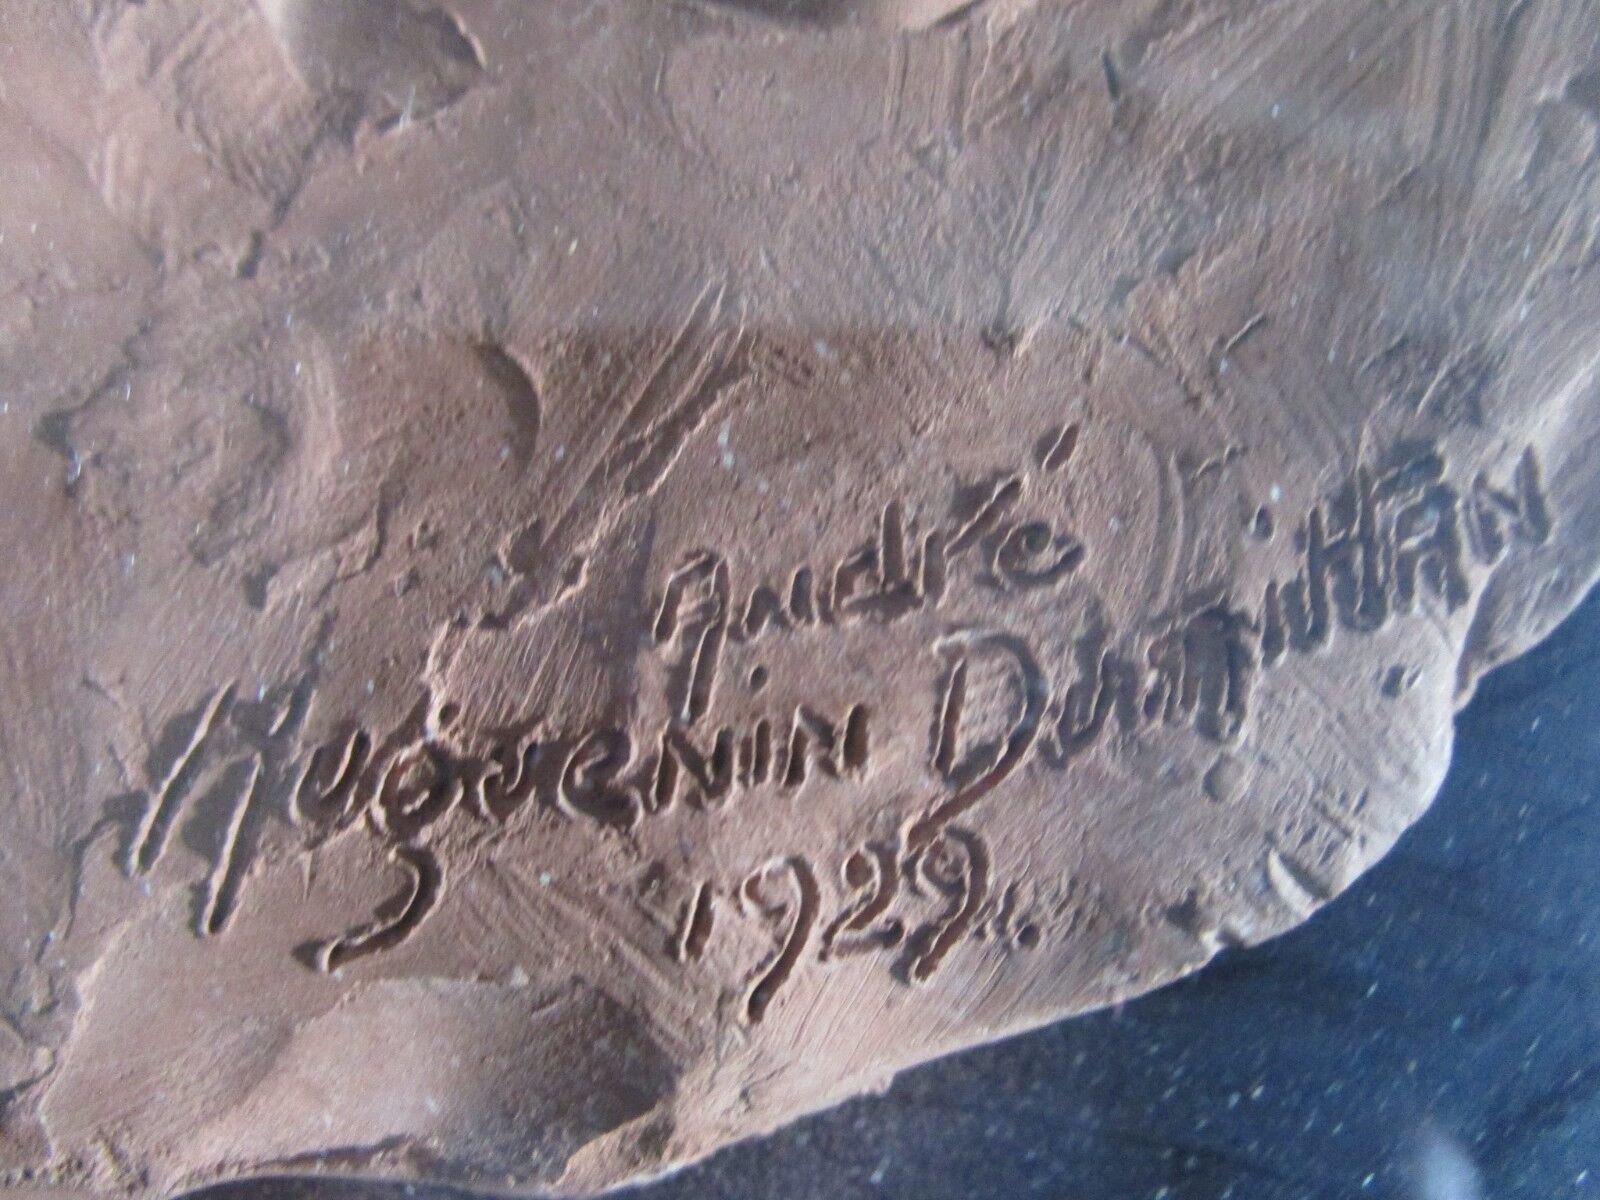 André
Huguenin Dumittan
1929.